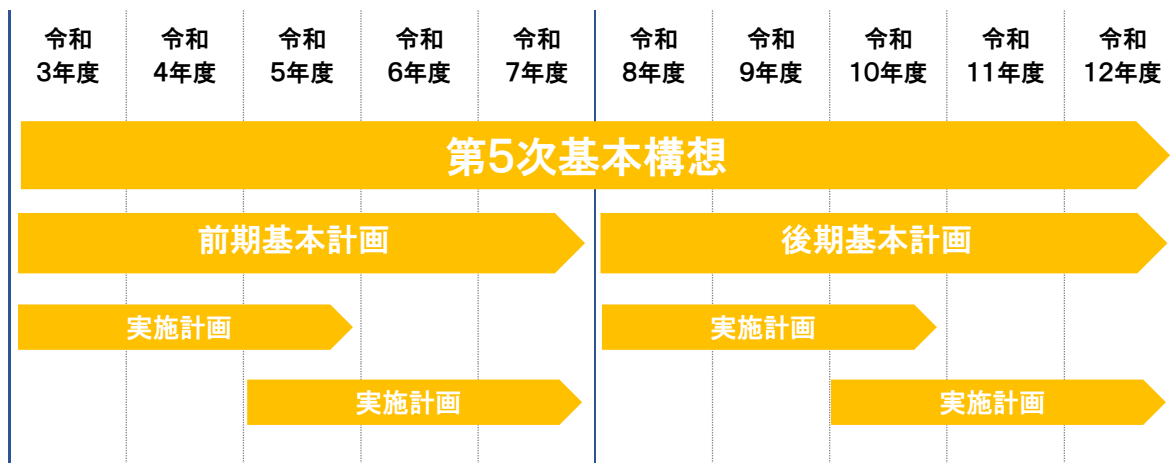 令和
3年度
令和
4年度
令和
5年度
令和
6年度
令和
7年度
令和
8年度
令和
9年度
令和
10年度
令和
11年度
令和
12年度
第5次基本構想
前期基本計画
後期基本計画
実施計画
実施計画
実施計画
実施計画